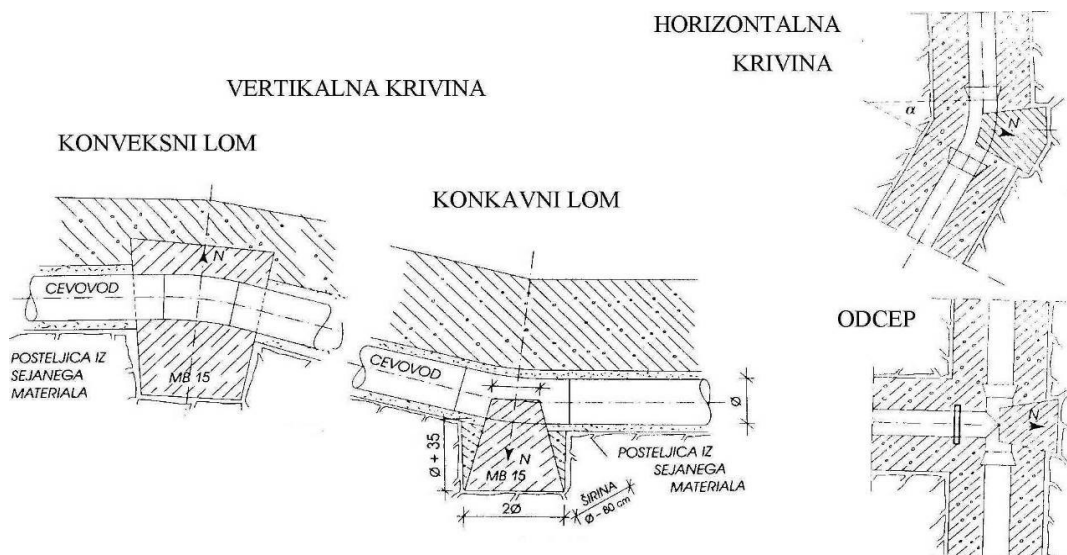 HORIZONTALNA
KRIVINA
VERTIKALNA KRIVINA
KONVEKSNI LOM
KONKAVNI LOM
α
N
N
CEVOVOD
POSTELJICA IZ
SEJANEGA
MATERIALA
MB 15
ODCEP
CEVOVOD
Ø
N
Ø + 35
N
MB 15
POSTELJICA IZ
SEJANEGA
MATERIALA
2Ø
ŠIRINA
Ø - 80 cm